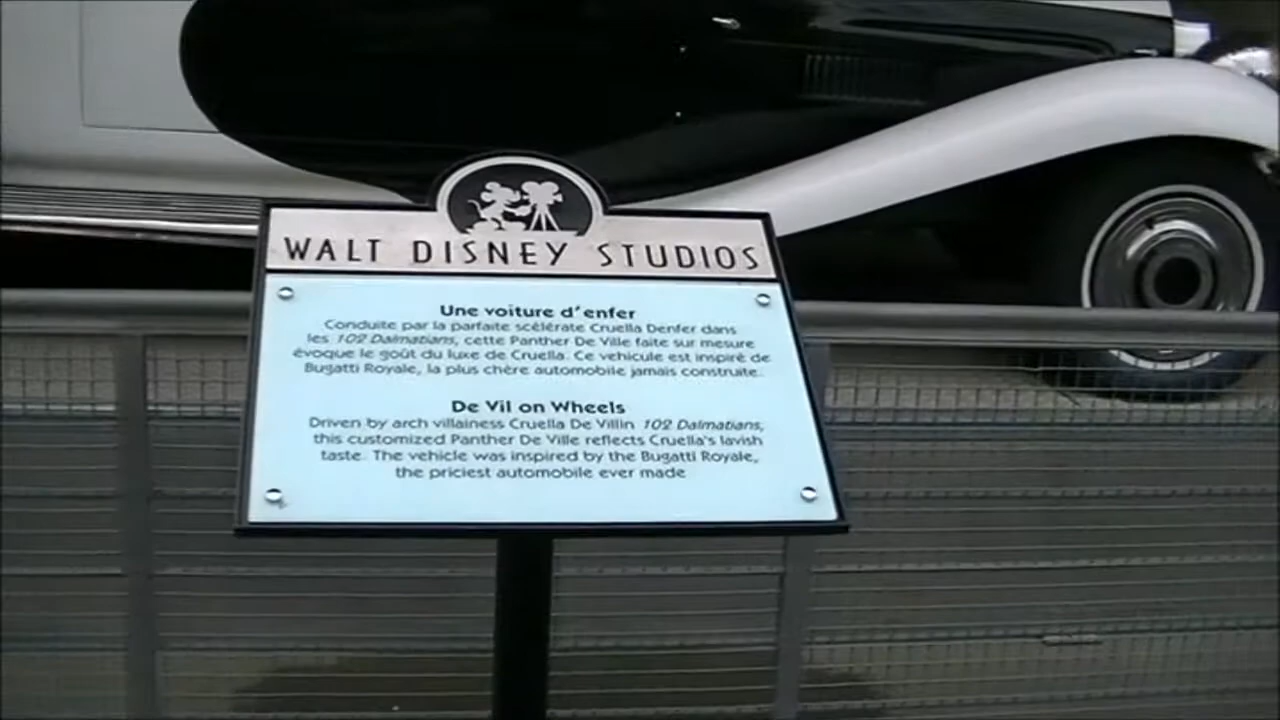 WALT DISNEY STUDIOS
Une voiture d'enfer
Conduite par la parfaite scélérate Cruella Denfer dans
les 102 Dalmatians, cette Panther De Ville faite sur mesure
évoque le goût du luxe de Cruella. Ce vehicule est inspiré de
Bugatti Royale, la plus chère automobile jamais construite.
De Vil on Wheels
Driven by arch villainess Cruella De Villin 102 Dalmatians,
this customized Panther De Ville reflects Cruella's lavish
taste. The vehicle was inspired by the Bugatti Royale,
the priciest automobile ever made